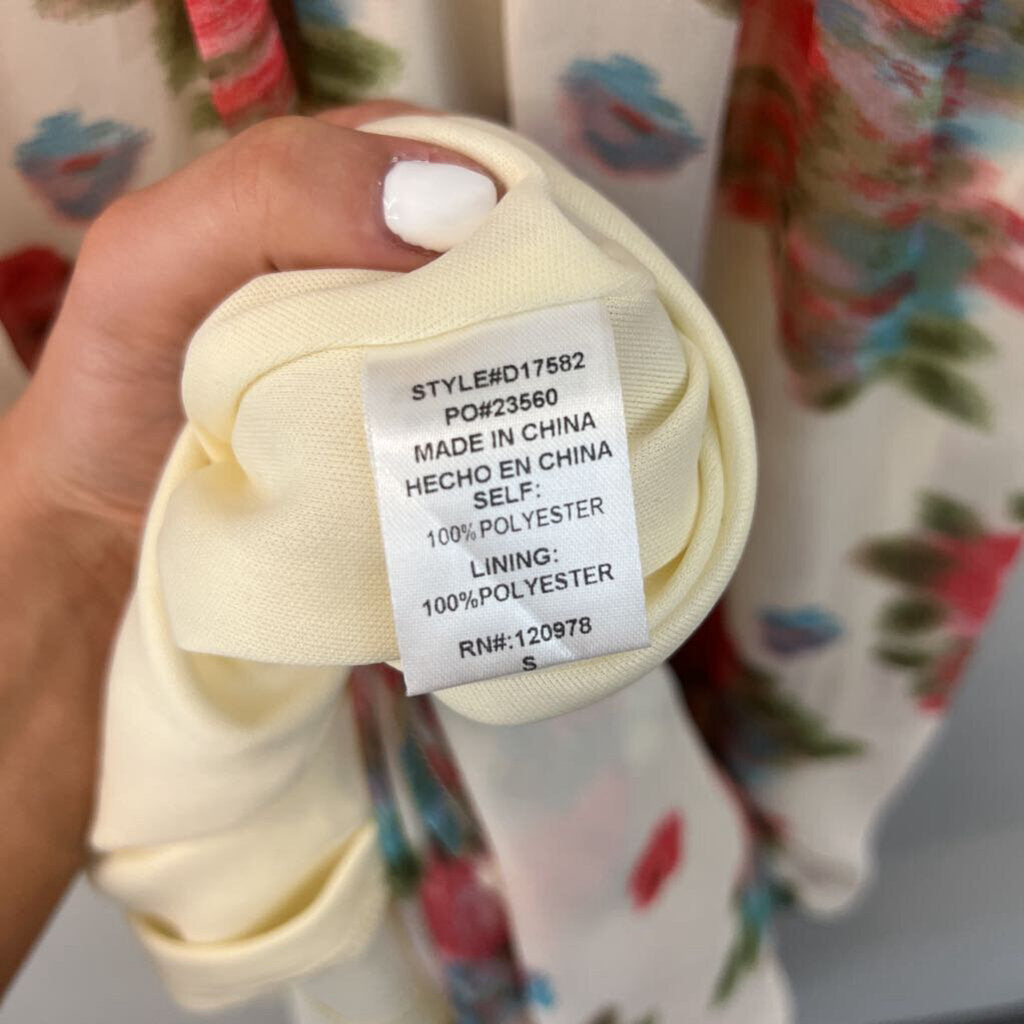 STYLE#D17582
PO#23560
MADE IN CHINA
HECHO EN CHINA
SELF:
100%POLYESTER
LINING:
100%POLYESTER
RN#:120978
S